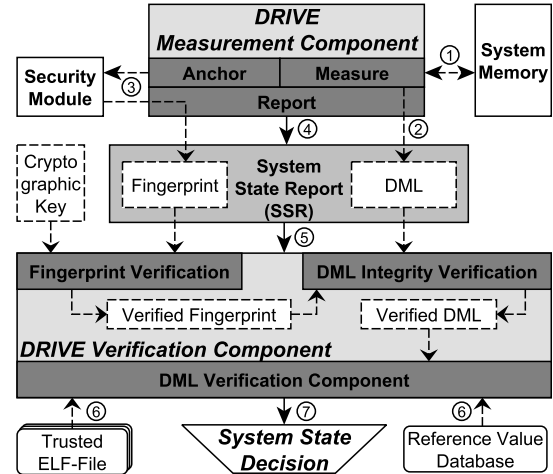 DRIVE
Measurement Component
Anchor
Measure
Report
System
Memory
Security
Module
①
③
④
②
Crypto
graphic
Key
Fingerprint
System
State Report
(SSR)
DML
⑤
Fingerprint Verification
DML Integrity Verification
Verified Fingerprint
Verified DML
DRIVE Verification Component
DML Verification Component
⑥
⑦
⑥
Trusted
ELF-File
System State
Decision
Reference Value
Database